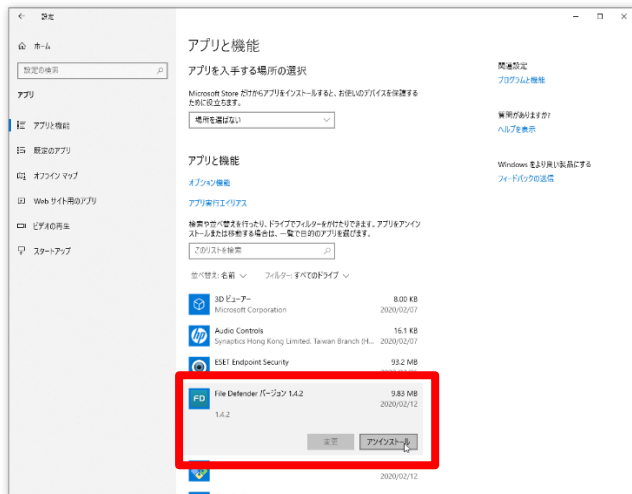 設定
ホーム
設定の検索
アプリ
アプリと機能
既定のアプリ
オフライン マップ
Web サイト用のアプリ
ビデオの再生
スタートアップ
アプリと機能
アプリを入手する場所の選択
Microsoft Store だけからアプリをインストールすると、お使いのデバイスを保護する
ために役立ちます。
場所を選ばない
アプリと機能
オプション機能
アプリ実行エイリアス
検索や並べ替えを行ったり、ドライブでフィルターをかけたりできます。アプリをアンイン
ストールまたは移動する場合は、一覧で目的のアプリを選びます。
このリストを検索
並べ替え: 名前 フィルター: すべてのドライブ
3D ビューアー 8.00 KB
Microsoft Corporation 2020/02/07
Audio Controls 16.1 KB
Synaptics Hong Kong Limited. Taiwan Branch (H... 2020/02/07
ESET Endpoint Security 93.2 MB
FD File Defender バージョン 1.4.2 9.83 MB
2020/02/12
1.4.2
変更 アンインストール
2020/02/12
関連設定
プログラムと機能
質問がありますか?
ヘルプを表示
Windows をより良い製品にする
フィードバックの送信